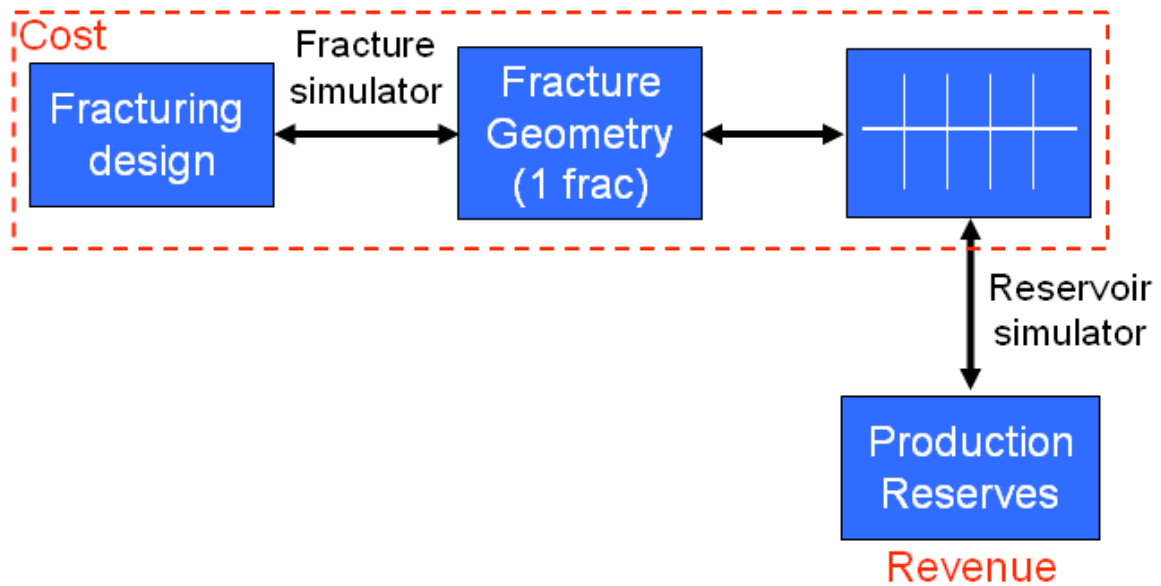 Cost
Fracturing
design
Fracture
simulator
Fracture
Geometry
(1 frac)
Reservoir
simulator
Production
Reserves
Revenue